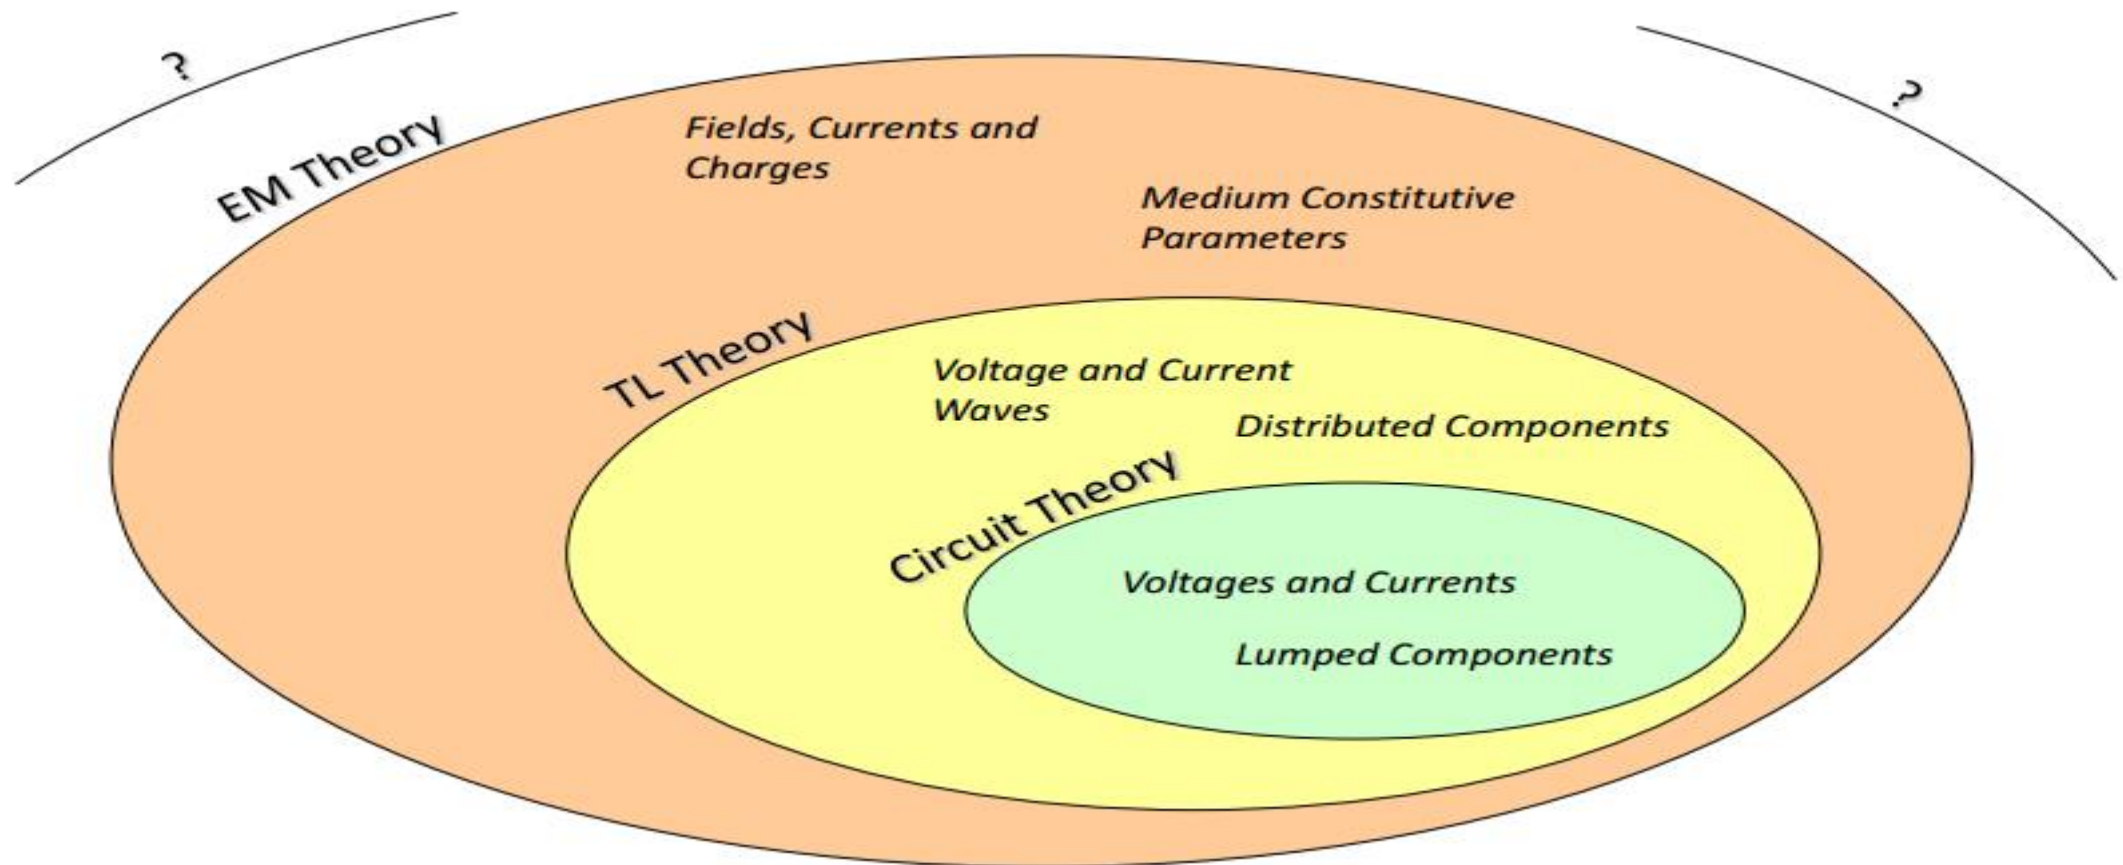 ?
?
EM Theory
Fields, Currents and
Charges
Medium Constitutive
Parameters
TL Theory
Voltage and Current
Waves
Distributed Components
Circuit Theory
Voltages and Currents
Lumped Components